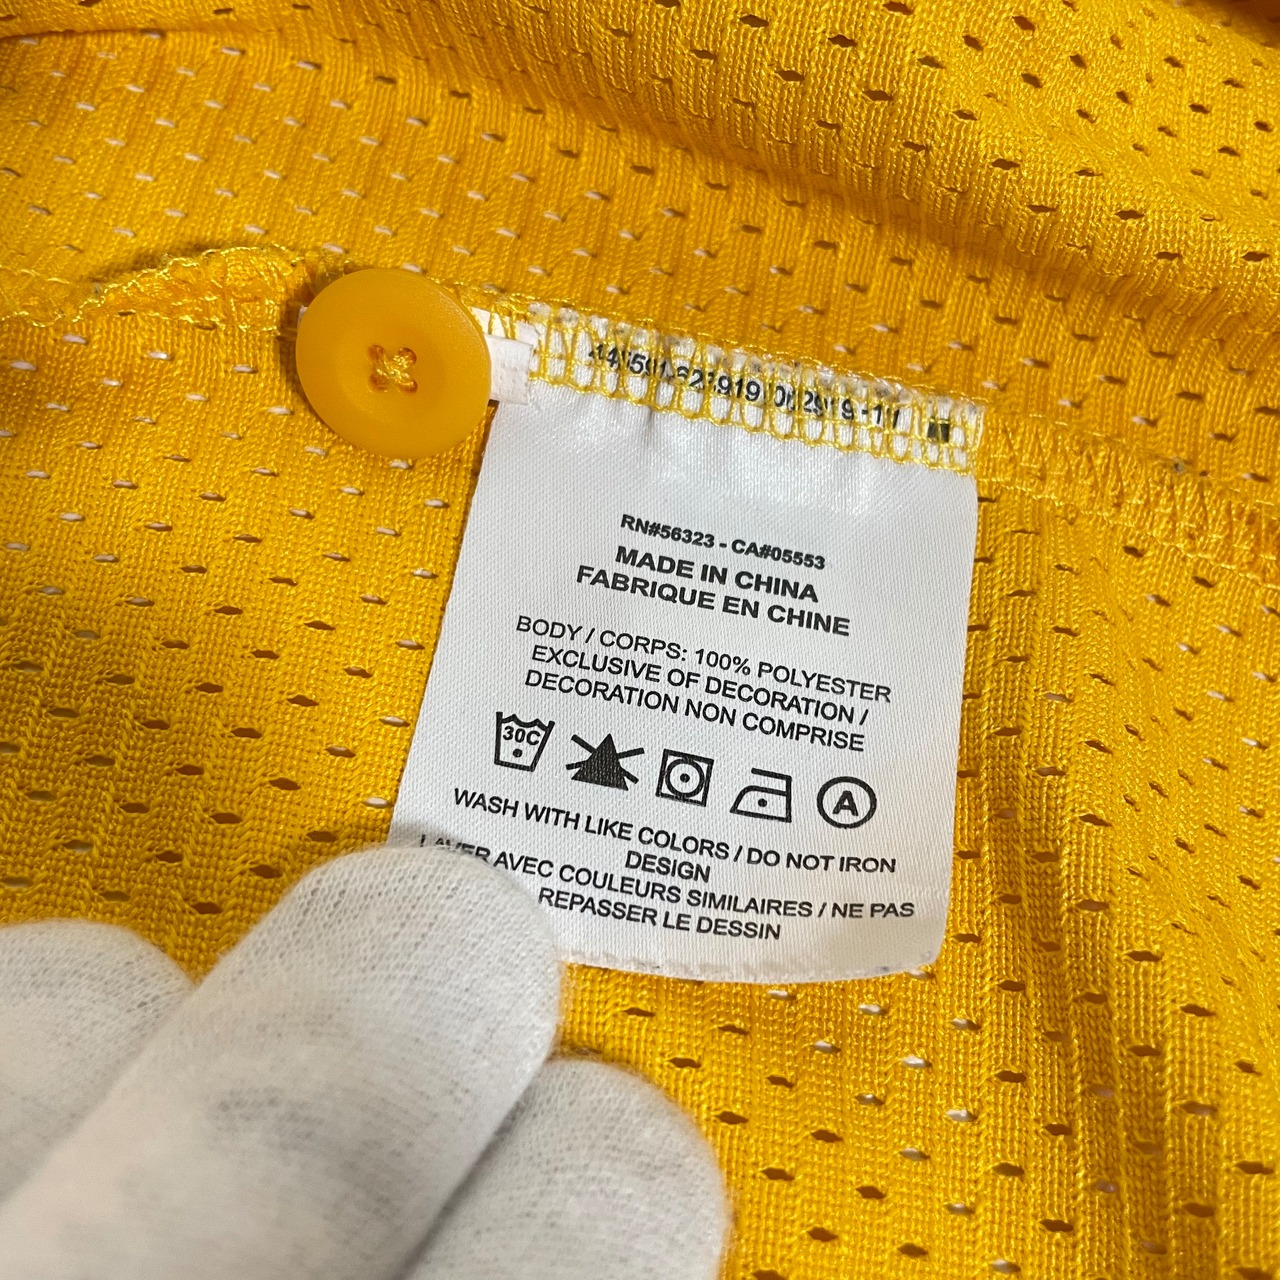 RN#56323 - CA#05553
MADE IN CHINA
FABRIQUE EN CHINE
BODY / CORPS: 100% POLYESTER
EXCLUSIVE OF DECORATION /
DECORATION NON COMPRISE
30C
A
WASH WITH LIKE COLORS / DO NOT IRON
DESIGN
LAVER AVEC COULEURS SIMILAIRES / NE PAS
REPASSER LE DESSIN